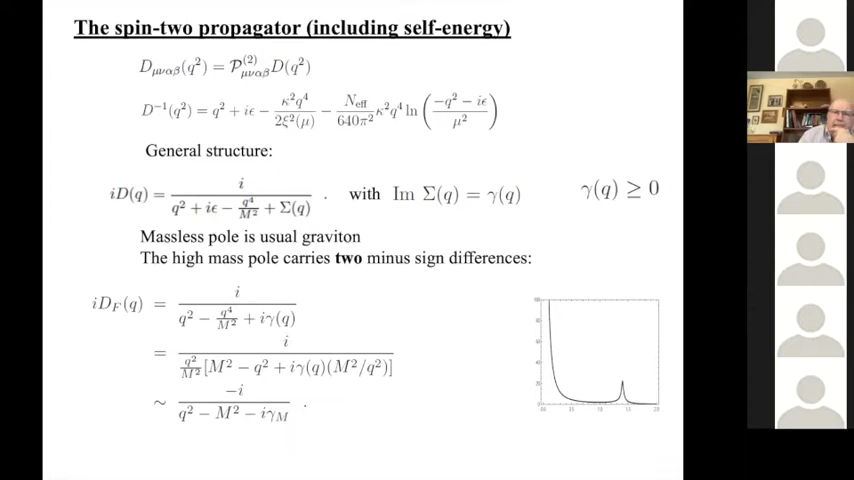 The spin-two propagator (including self-energy)
D_{μναβ}(q²) = 𝒫^{(2)}_{μναβ} D(q²)
D⁻¹(q²) = q² + iϵ − κ²q⁴/2ξ²(μ) − N_eff/640π² κ²q⁴ ln((−q² − iϵ)/μ²)
General structure:
iD(q) = i/(q² + iϵ − q⁴/M² + Σ(q)) . with Im Σ(q) = γ(q) γ(q) ≥ 0
Massless pole is usual graviton
The high mass pole carries two minus sign differences:
iD_F(q) = i/(q² − q⁴/M² + iγ(q))
= i/(q²/M² [M² − q² + iγ(q)(M²/q²)])
∼ −i/(q² − M² − iγ_M) .